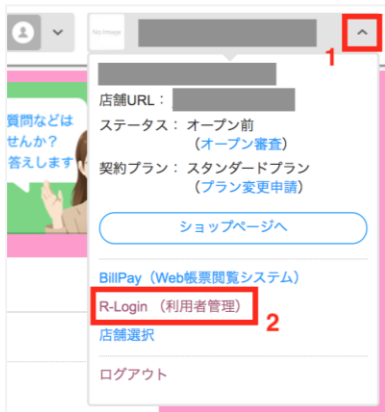 No Image
1
質問などは
せんか？
答えします
店舗URL：
ステータス： オープン前
（オープン審査）
契約プラン： スタンダードプラン
（プラン変更申請）
ショップページへ
BillPay（Web帳票閲覧システム）
R-Login （利用者管理）
2
店舗選択
ログアウト